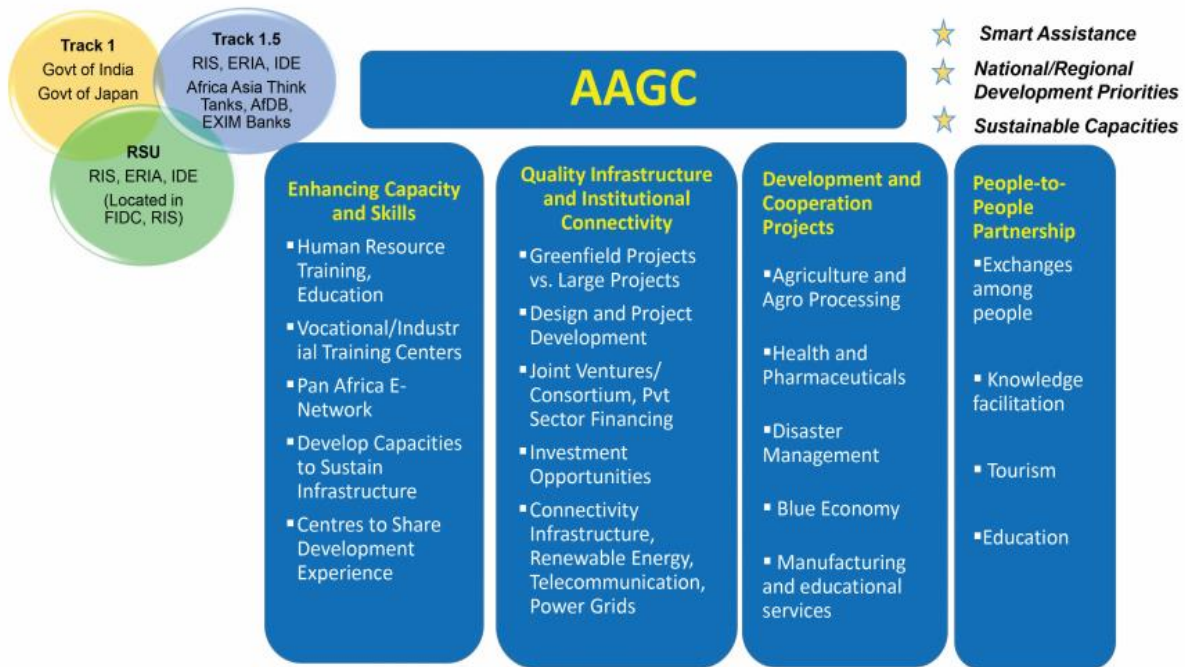 Track 1
Govt of India
Govt of Japan
Track 1.5
RIS, ERIA, IDE
Africa Asia Think
Tanks, AfDB,
EXIM Banks
RSU
RIS, ERIA, IDE
(Located in
FIDC, RIS)
AAGC
Smart Assistance
National/Regional
Development Priorities
Sustainable Capacities
Enhancing Capacity
and Skills
▪Human Resource
Training,
Education
▪Vocational/Industr
ial Training Centers
▪Pan Africa E-
Network
▪Develop Capacities
to Sustain
Infrastructure
▪Centres to Share
Development
Experience
Quality Infrastructure
and Institutional
Connectivity
▪Greenfield Projects
vs. Large Projects
▪Design and Project
Development
▪Joint Ventures/
Consortium, Pvt
Sector Financing
▪Investment
Opportunities
▪Connectivity
Infrastructure,
Renewable Energy,
Telecommunication,
Power Grids
Development and
Cooperation
Projects
▪Agriculture and
Agro Processing
▪Health and
Pharmaceuticals
▪Disaster
Management
▪ Blue Economy
▪ Manufacturing
and educational
services
People-to-
People
Partnership
▪Exchanges
among
people
▪ Knowledge
facilitation
▪ Tourism
▪Education